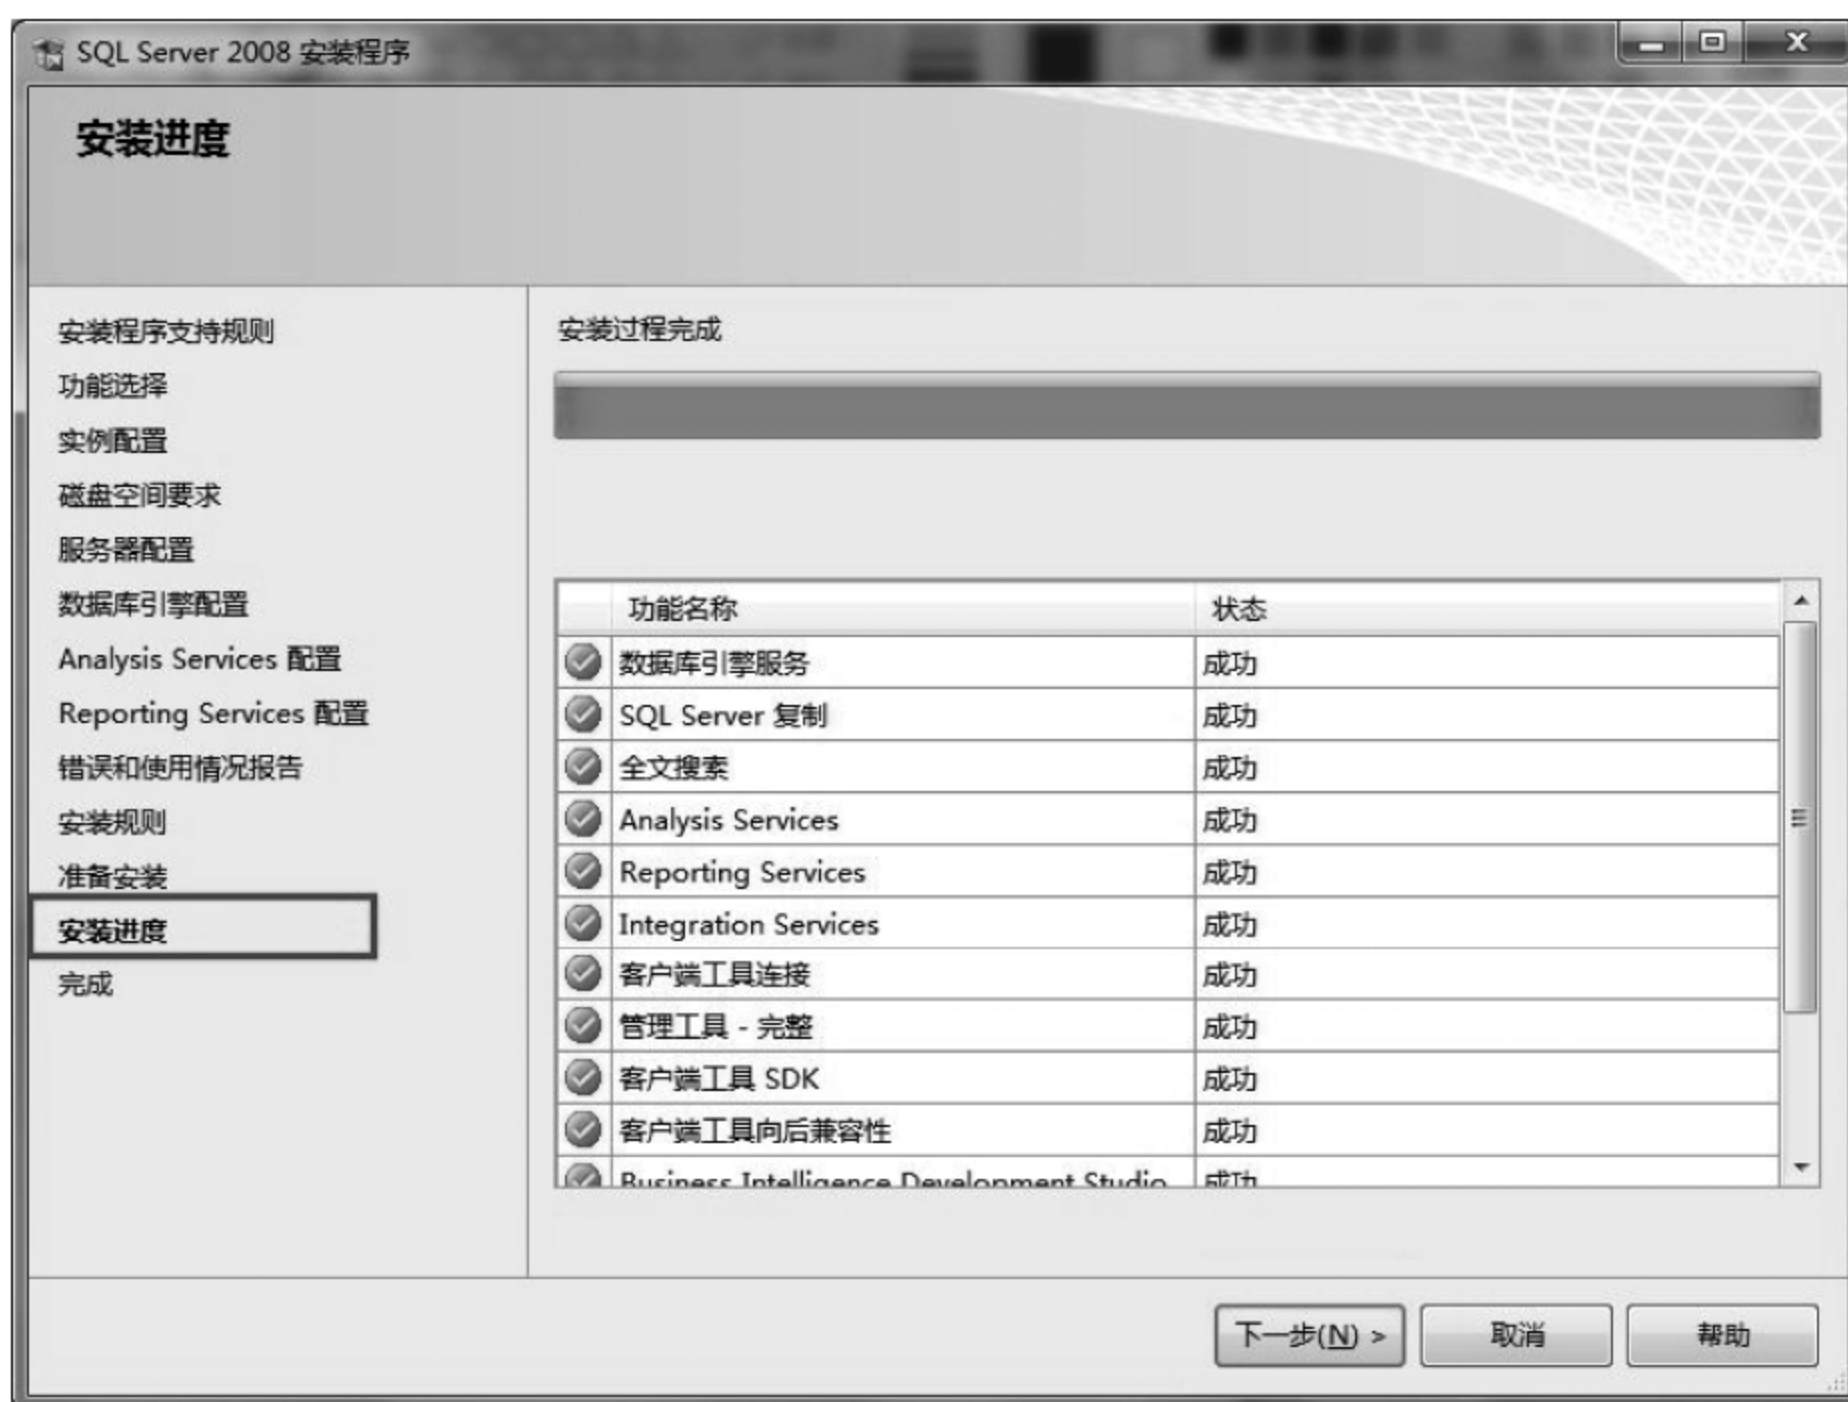 SQL Server 2008 安装程序
安装进度
安装程序支持规则
功能选择
实例配置
磁盘空间要求
服务器配置
数据库引擎配置
Analysis Services 配置
Reporting Services 配置
错误和使用情况报告
安装规则
准备安装
安装进度
完成
安装过程完成
功能名称 状态
数据库引擎服务 成功
SQL Server 复制 成功
全文搜索 成功
Analysis Services 成功
Reporting Services 成功
Integration Services 成功
客户端工具连接 成功
管理工具 - 完整 成功
客户端工具 SDK 成功
客户端工具向后兼容性 成功
Business Intelligence Development Studio 成功
下一步(N) > 取消 帮助